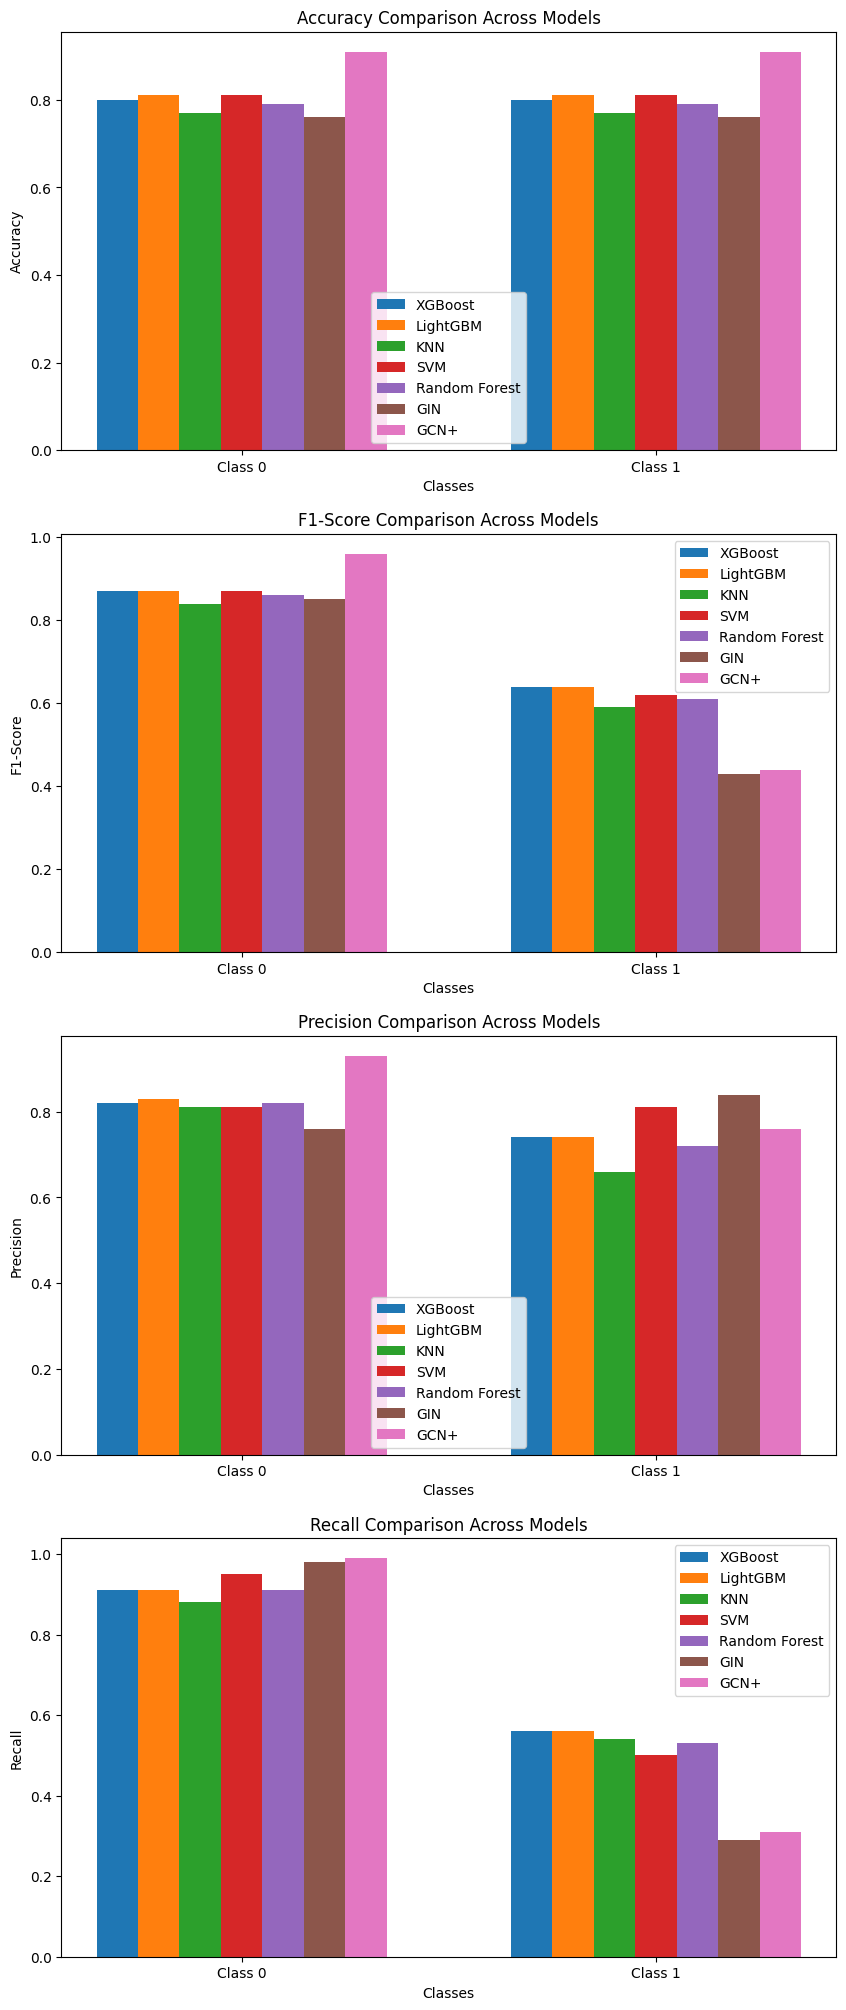 Accuracy Comparison Across Models
0.8
0.6
0.4
0.2
0.0
Accuracy
XGBoost
LightGBM
KNN
SVM
Random Forest
GIN
GCN+
Class 0
Class 1
Classes
F1-Score Comparison Across Models
1.0
0.8
0.6
0.4
0.2
0.0
F1-Score
XGBoost
LightGBM
KNN
SVM
Random Forest
GIN
GCN+
Class 0
Class 1
Classes
Precision Comparison Across Models
0.8
0.6
0.4
0.2
0.0
Precision
XGBoost
LightGBM
KNN
SVM
Random Forest
GIN
GCN+
Class 0
Class 1
Classes
Recall Comparison Across Models
1.0
0.8
0.6
0.4
0.2
0.0
Recall
XGBoost
LightGBM
KNN
SVM
Random Forest
GIN
GCN+
Class 0
Class 1
Classes